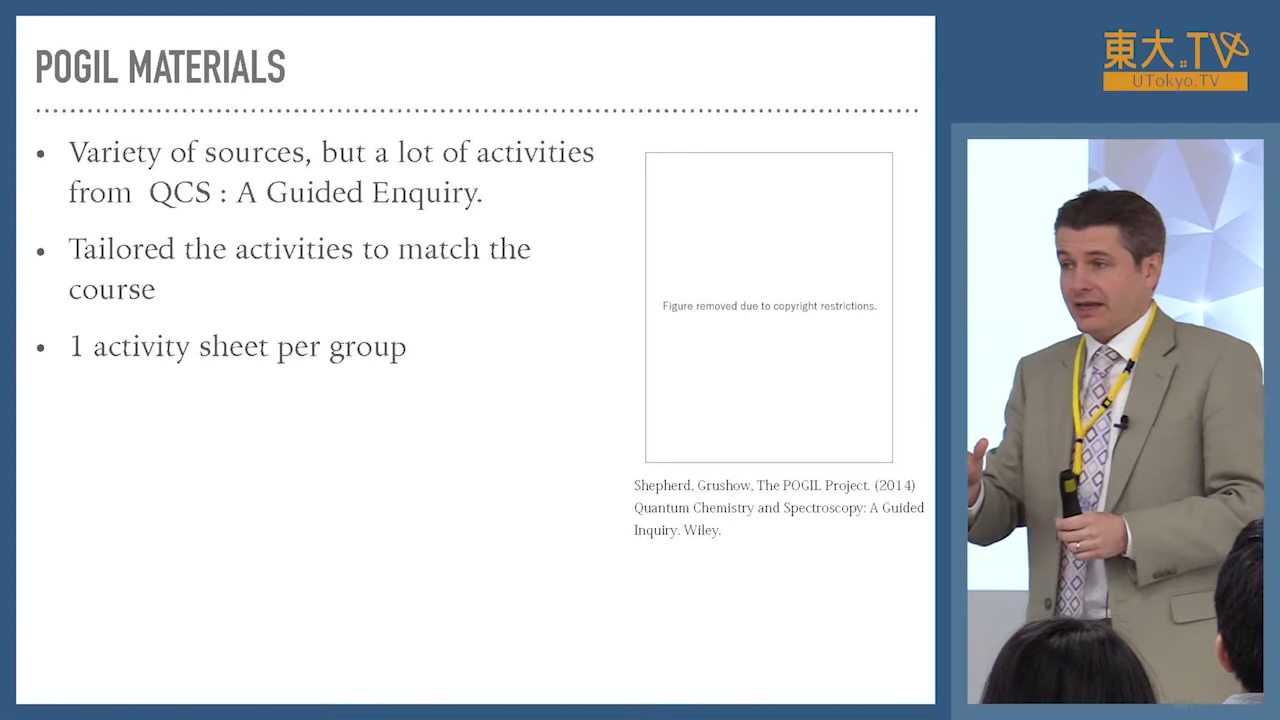 POGIL MATERIALS
• Variety of sources, but a lot of activities
from QCS : A Guided Enquiry.
• Tailored the activities to match the
course
• 1 activity sheet per group
Figure removed due to copyright restrictions.
Shepherd, Grushow, The POGIL Project. (2014)
Quantum Chemistry and Spectroscopy: A Guided
Inquiry. Wiley.
東大.TV
UTokyo.TV